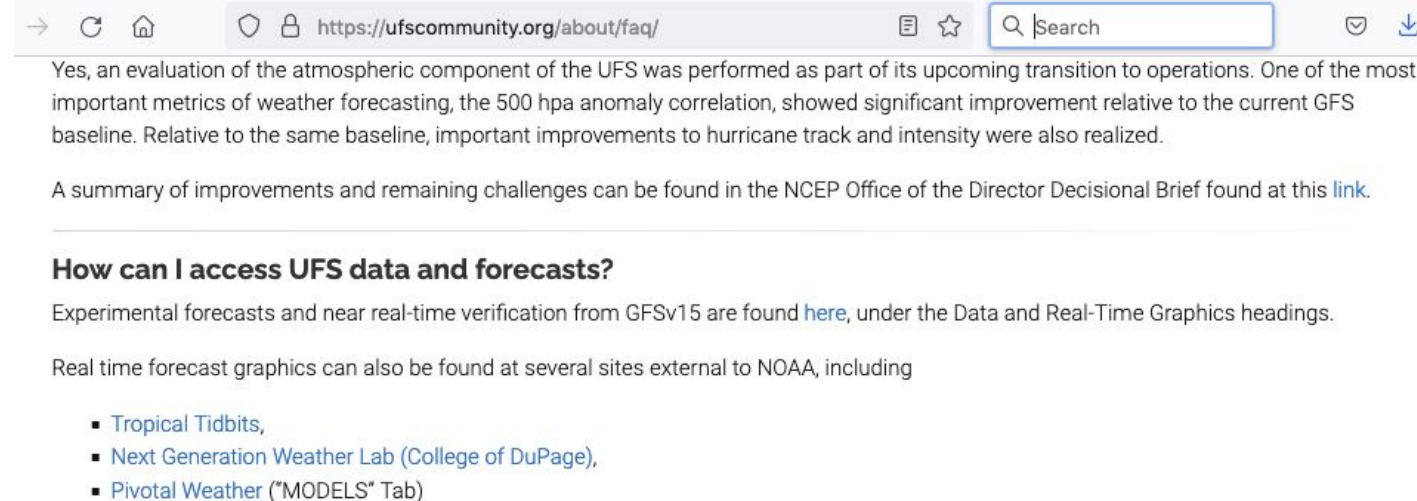 https://ufscommunity.org/about/faq/
Search
Yes, an evaluation of the atmospheric component of the UFS was performed as part of its upcoming transition to operations. One of the most
important metrics of weather forecasting, the 500 hpa anomaly correlation, showed significant improvement relative to the current GFS
baseline. Relative to the same baseline, important improvements to hurricane track and intensity were also realized.
A summary of improvements and remaining challenges can be found in the NCEP Office of the Director Decisional Brief found at this link.
How can I access UFS data and forecasts?
Experimental forecasts and near real-time verification from GFSv15 are found here, under the Data and Real-Time Graphics headings.
Real time forecast graphics can also be found at several sites external to NOAA, including
▪ Tropical Tidbits,
▪ Next Generation Weather Lab (College of DuPage),
▪ Pivotal Weather ("MODELS" Tab)